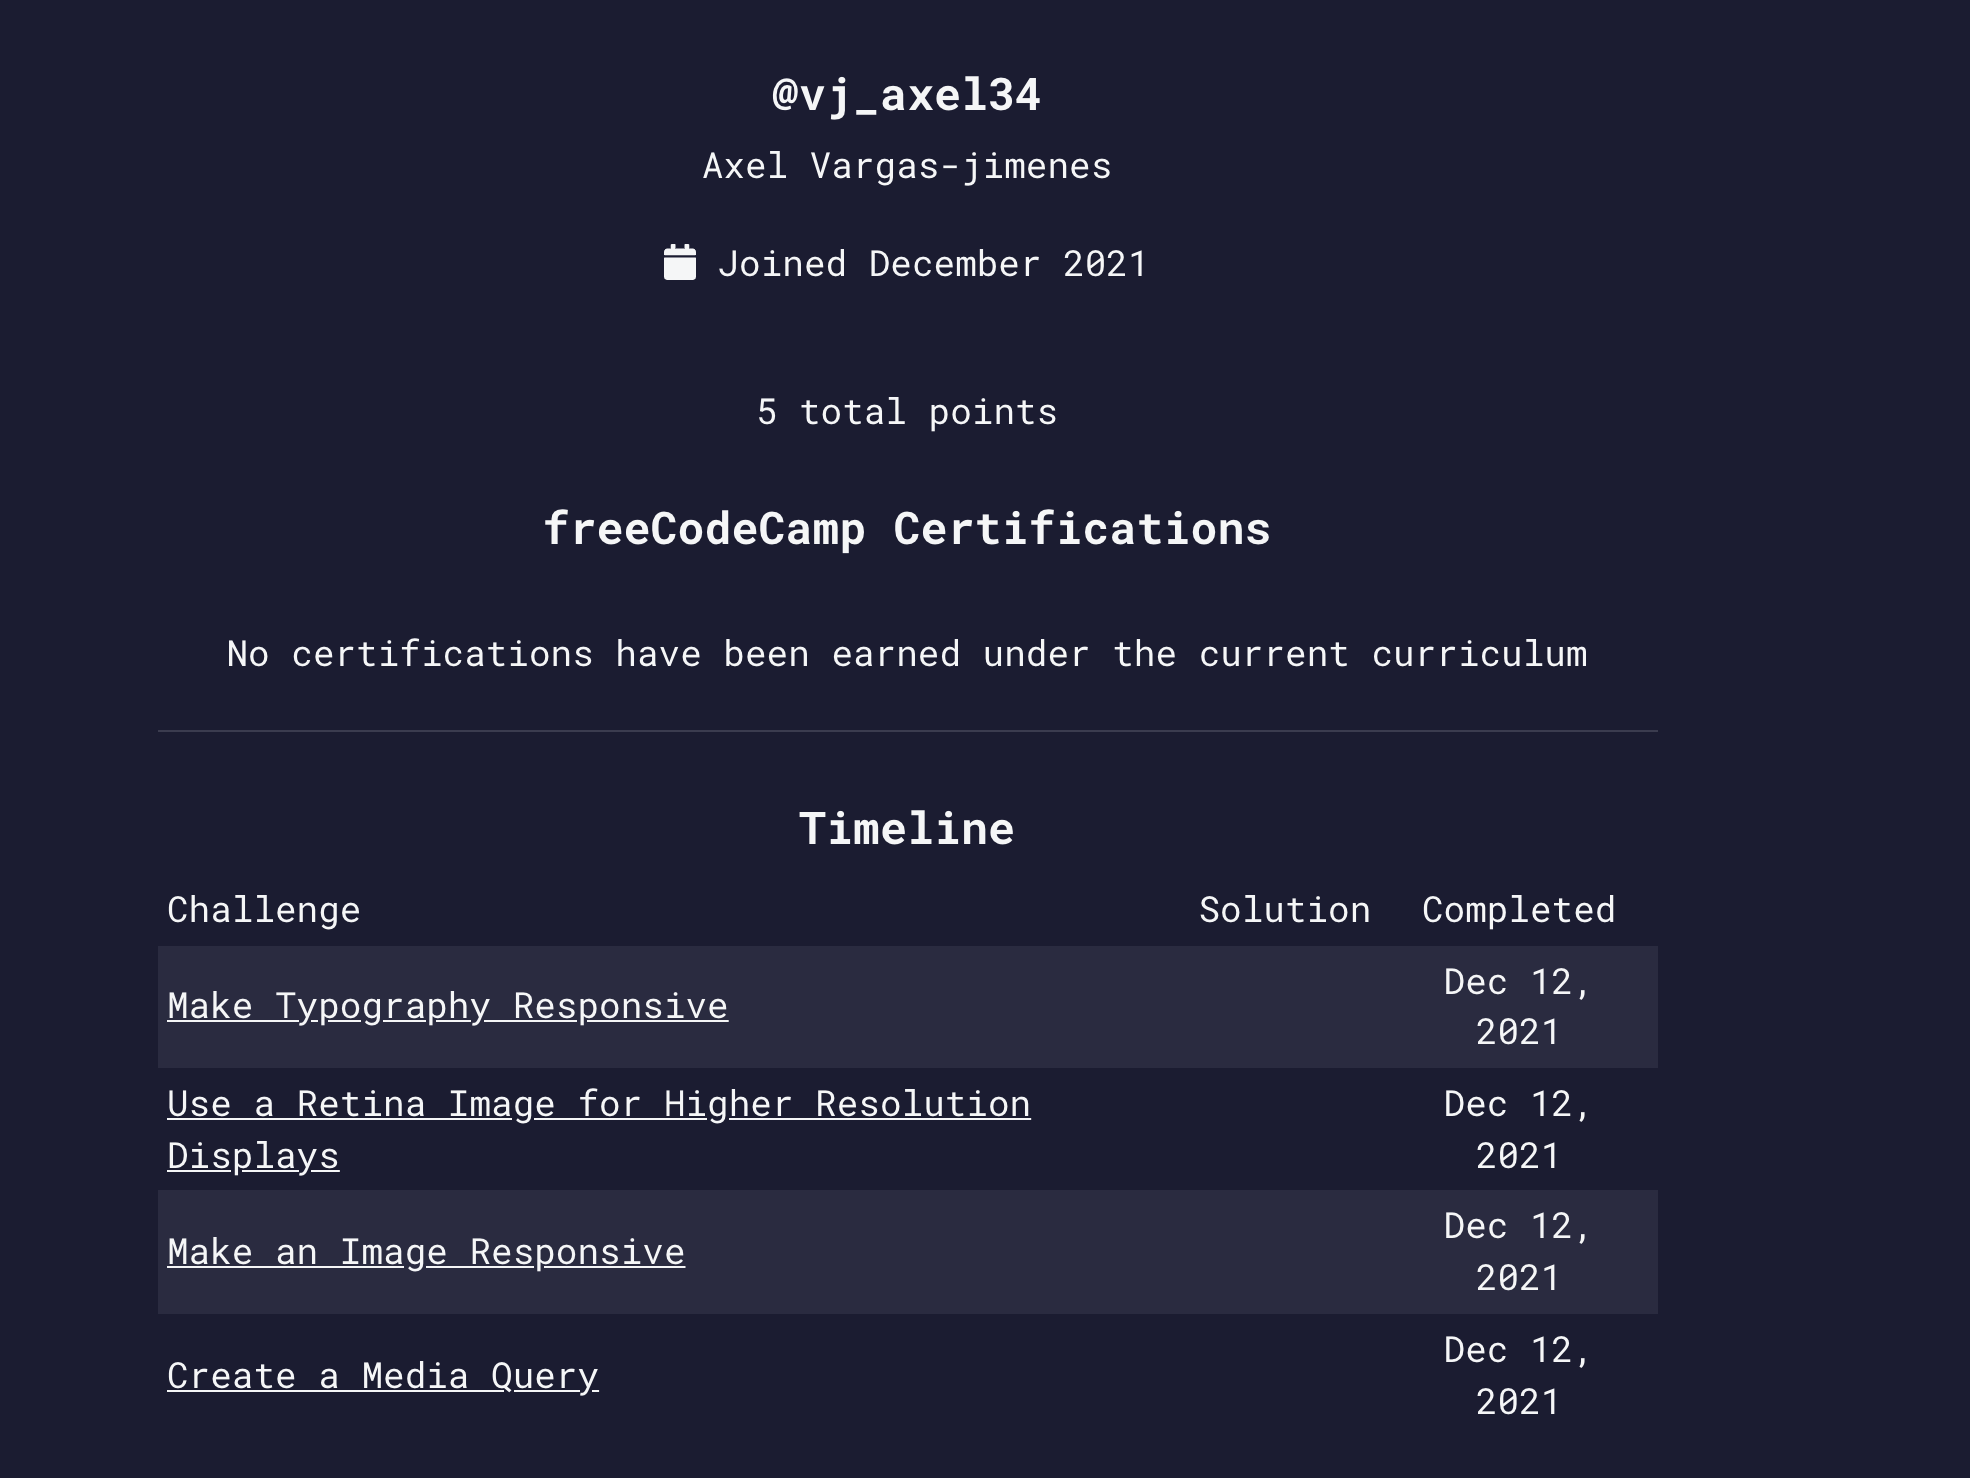 @vj_axel34
Axel Vargas-jimenes
Joined December 2021
5 total points
freeCodeCamp Certifications
No certifications have been earned under the current curriculum
Timeline
Challenge Solution Completed
Make Typography Responsive
Dec 12,
2021
Use a Retina Image for Higher Resolution
Displays
Dec 12,
2021
Make an Image Responsive
Dec 12,
2021
Create a Media Query
Dec 12,
2021